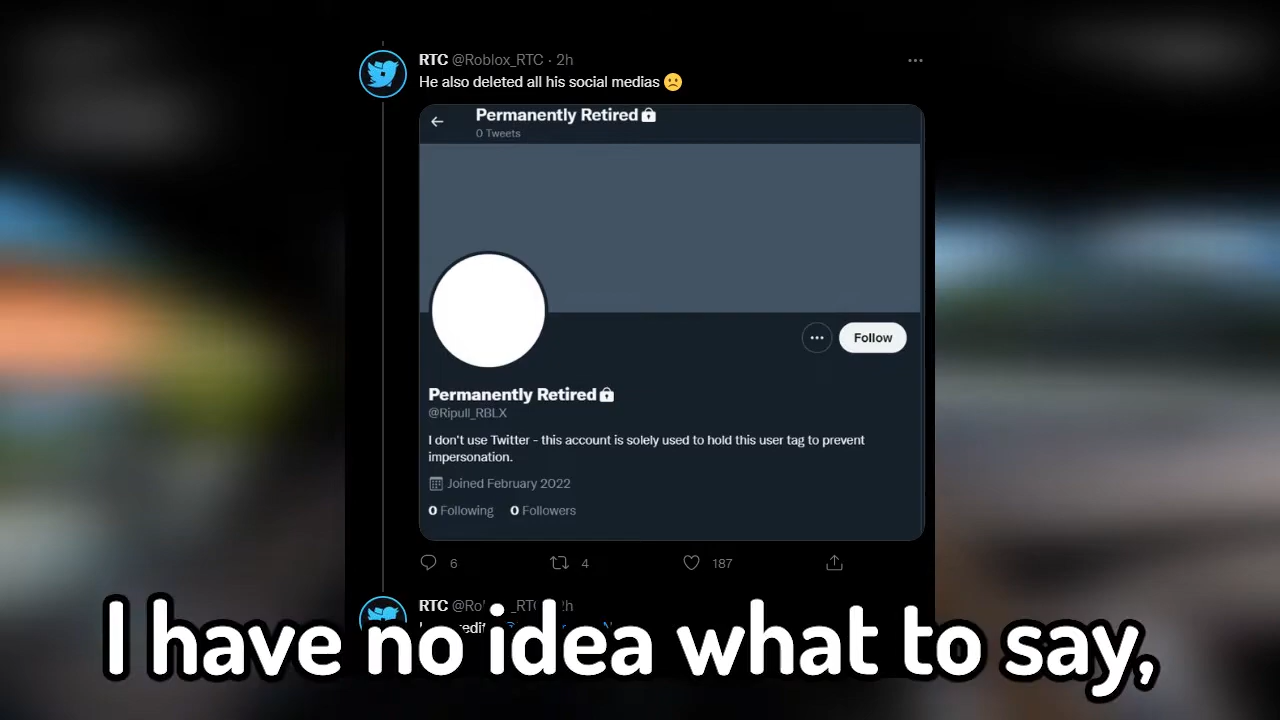 RTC @Roblox_RTC · 2h
He also deleted all his social medias
Permanently Retired
0 Tweets
Follow
Permanently Retired
@Ripull_RBLX
I don't use Twitter - this account is solely used to hold this user tag to prevent
impersonation.
Joined February 2022
0 Following 0 Followers
6 4 187
RTC
I have no idea what to say,